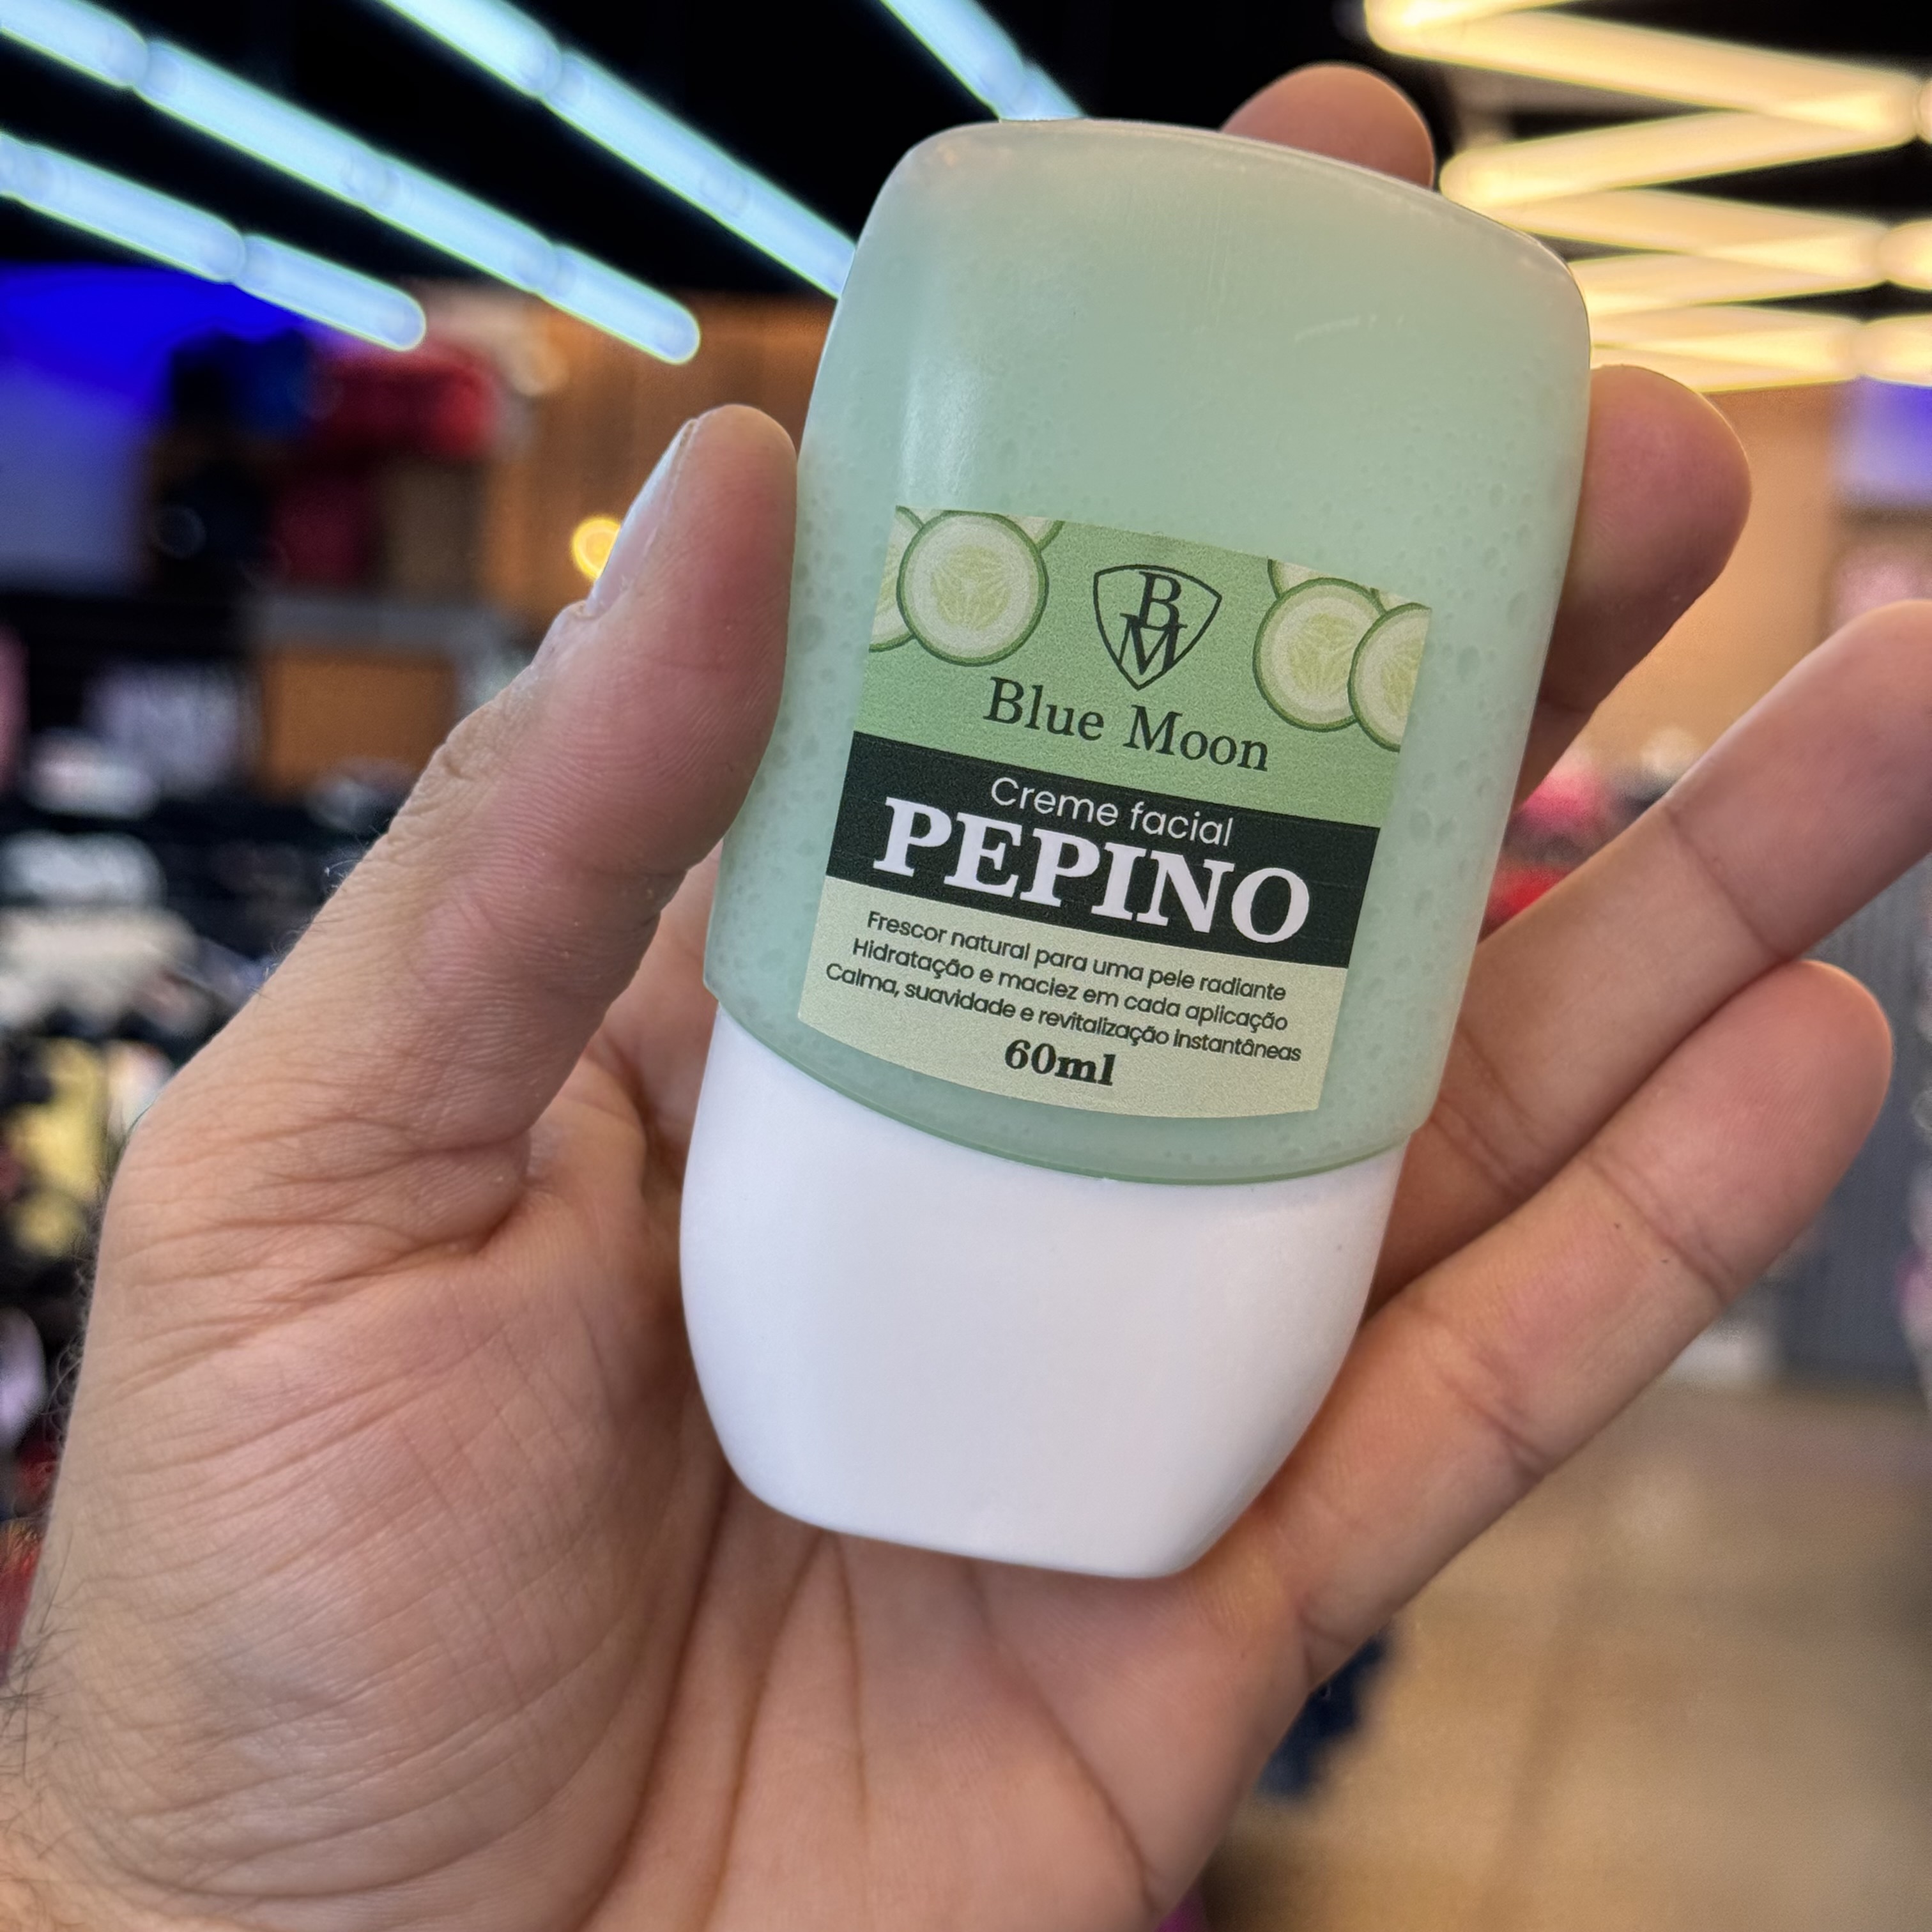 BM
Blue Moon
Creme facial
PEPINO
Frescor natural para uma pele radiante
Hidratação e maciez em cada aplicação
Calma, suavidade e revitalização instantâneas
60ml